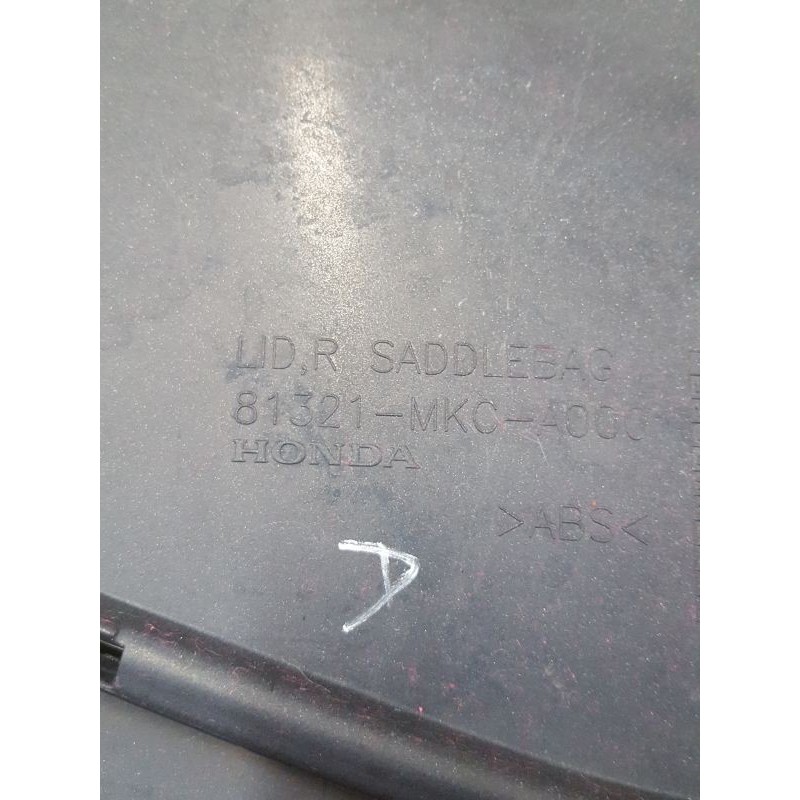 LID,R SADDLEBAG
81321-MKC-A000
HONDA
>ABS<